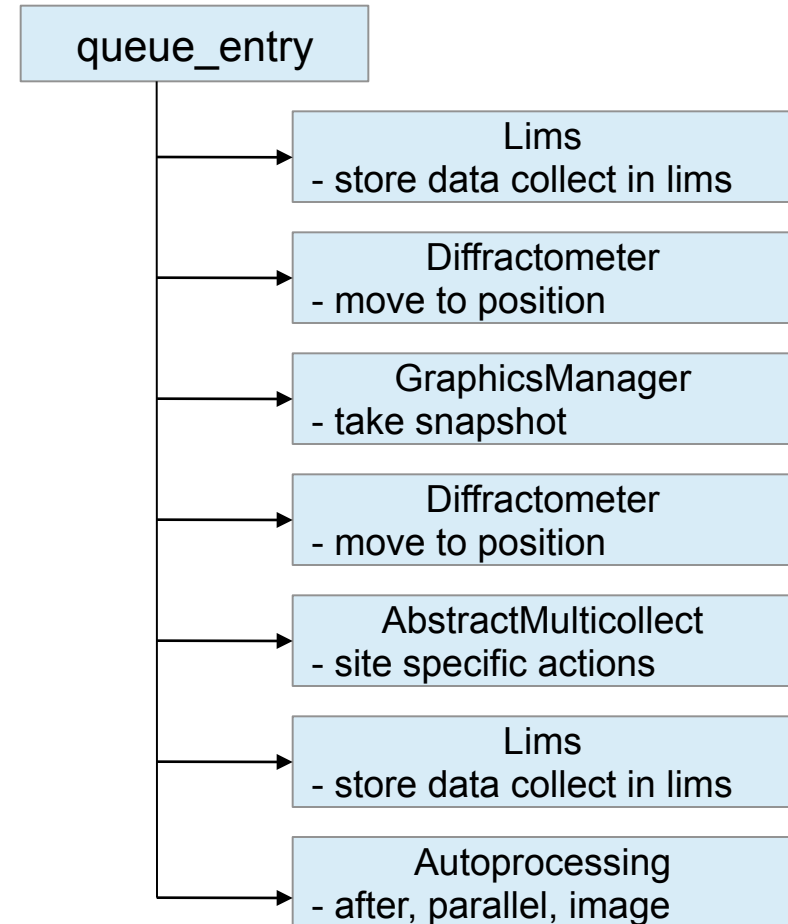 queue_entry
Lims
- store data collect in lims
Diffractometer
- move to position
GraphicsManager
- take snapshot
Diffractometer
- move to position
AbstractMulticollect
- site specific actions
Lims
- store data collect in lims
Autoprocessing
- after, parallel, image